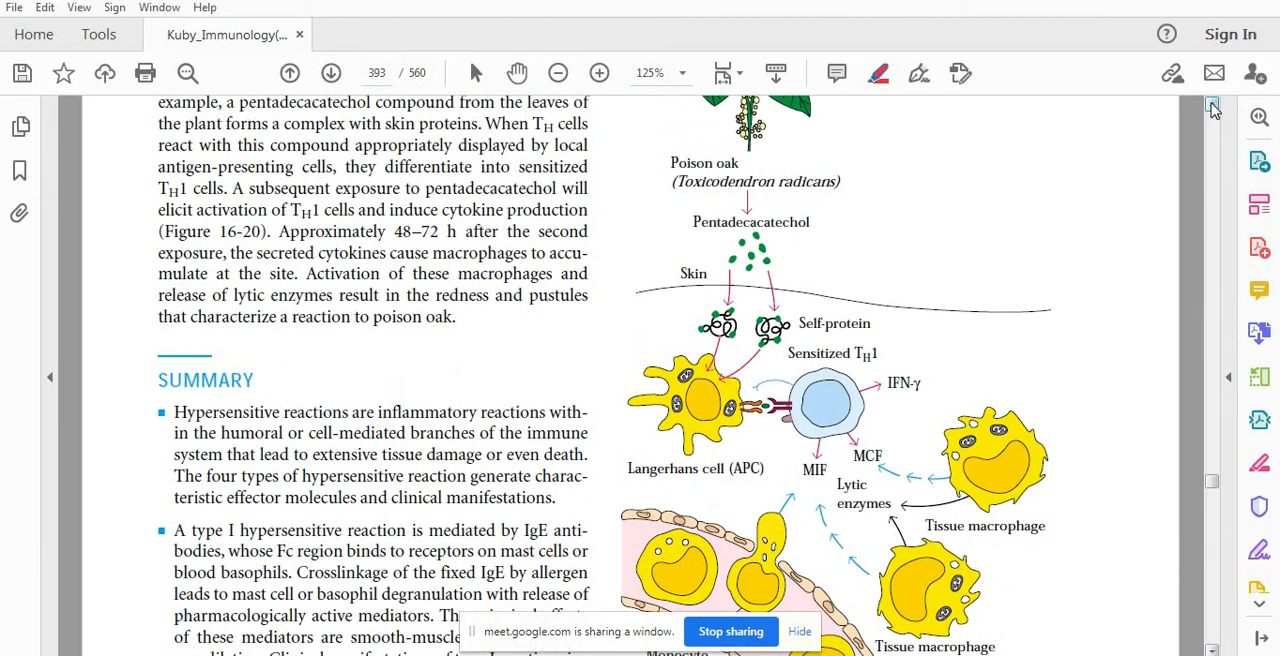 File Edit View Sign Window Help
Home Tools Kuby_Immunology(... × Sign In
393 / 560 125%
example, a pentadecacatechol compound from the leaves of
the plant forms a complex with skin proteins. When TH cells
react with this compound appropriately displayed by local
antigen-presenting cells, they differentiate into sensitized
TH1 cells. A subsequent exposure to pentadecacatechol will
elicit activation of TH1 cells and induce cytokine production
(Figure 16-20). Approximately 48–72 h after the second
exposure, the secreted cytokines cause macrophages to accu-
mulate at the site. Activation of these macrophages and
release of lytic enzymes result in the redness and pustules
that characterize a reaction to poison oak.
SUMMARY
Hypersensitive reactions are inflammatory reactions with-
in the humoral or cell-mediated branches of the immune
system that lead to extensive tissue damage or even death.
The four types of hypersensitive reaction generate charac-
teristic effector molecules and clinical manifestations.
A type I hypersensitive reaction is mediated by IgE anti-
bodies, whose Fc region binds to receptors on mast cells or
blood basophils. Crosslinkage of the fixed IgE by allergen
leads to mast cell or basophil degranulation with release of
pharmacologically active mediators.
of these mediators are smooth-muscle
Poison oak
(Toxicodendron radicans)
Pentadecacatechol
Skin
Self-protein
Sensitized TH1
IFN-γ
Langerhans cell (APC)
MIF
MCF
Lytic
enzymes
Tissue macrophage
Tissue macrophage
Monocyte
meet.google.com is sharing a window. Stop sharing Hide